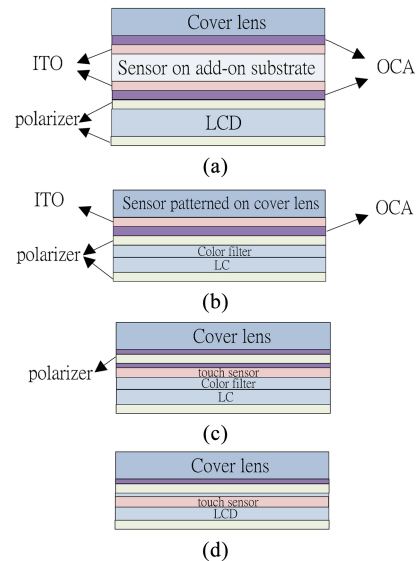 Cover lens
ITO
Sensor on add-on substrate
OCA
polarizer
LCD
(a)
ITO
Sensor patterned on cover lens
OCA
polarizer
Color filter
LC
(b)
Cover lens
polarizer
touch sensor
Color filter
LC
(c)
Cover lens
touch sensor
LCD
(d)